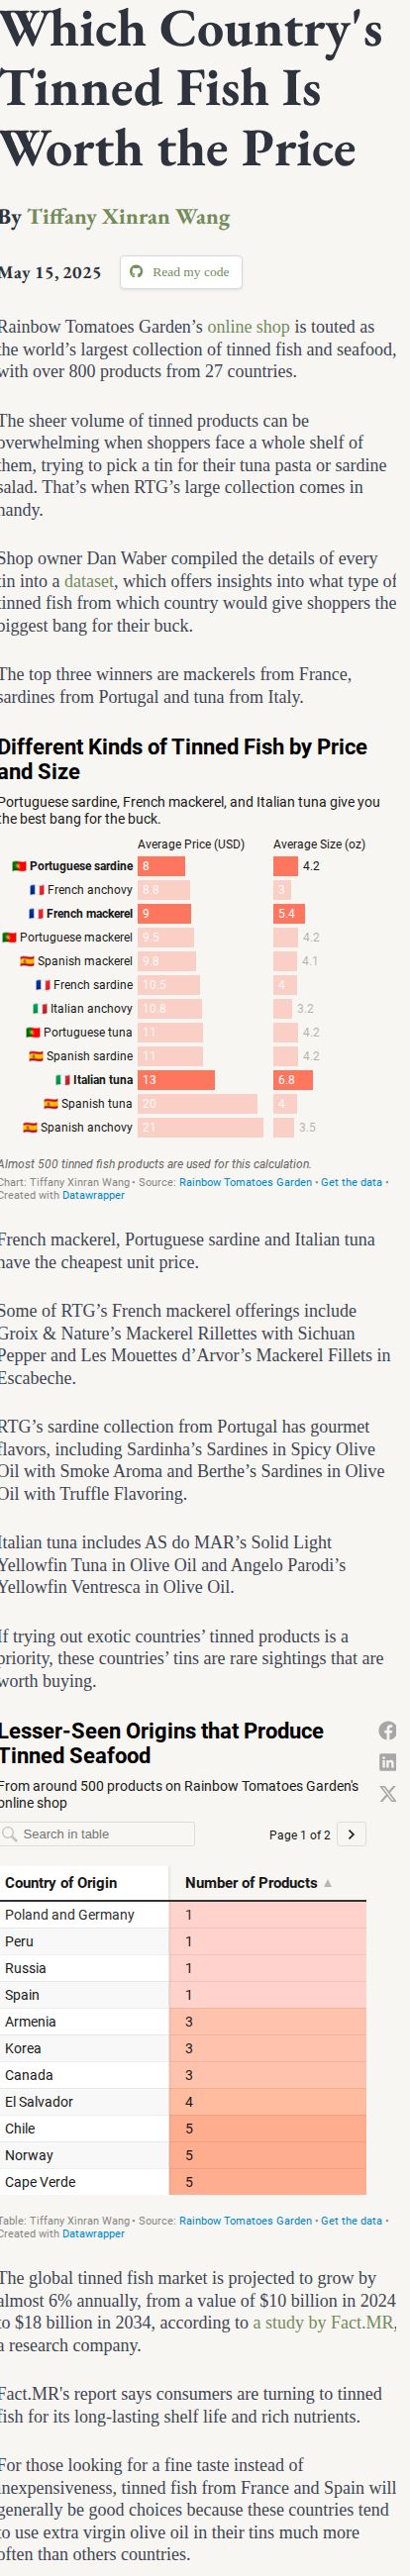 Which Country's
Tinned Fish Is
Worth the Price
By Tiffany Xinran Wang
May 15, 2025 Read my code
Rainbow Tomatoes Garden’s online shop is touted as
the world’s largest collection of tinned fish and seafood,
with over 800 products from 27 countries.
The sheer volume of tinned products can be
overwhelming when shoppers face a whole shelf of
them, trying to pick a tin for their tuna pasta or sardine
salad. That’s when RTG’s large collection comes in
handy.
Shop owner Dan Waber compiled the details of every
tin into a dataset, which offers insights into what type of
tinned fish from which country would give shoppers the
biggest bang for their buck.
The top three winners are mackerels from France,
sardines from Portugal and tuna from Italy.
Different Kinds of Tinned Fish by Price
and Size
Portuguese sardine, French mackerel, and Italian tuna give you
the best bang for the buck.
Average Price (USD) Average Size (oz)
Portuguese sardine 8 4.2
French anchovy 8.8 3
French mackerel 9 5.4
Portuguese mackerel 9.5 4.2
Spanish mackerel 9.8 4.1
French sardine 10.5 4
Italian anchovy 10.8 3.2
Portuguese tuna 11 4.2
Spanish sardine 11 4.2
Italian tuna 13 6.8
Spanish tuna 20 4
Spanish anchovy 21 3.5
Almost 500 tinned fish products are used for this calculation.
Chart: Tiffany Xinran Wang • Source: Rainbow Tomatoes Garden • Get the data •
Created with Datawrapper
French mackerel, Portuguese sardine and Italian tuna
have the cheapest unit price.
Some of RTG’s French mackerel offerings include
Groix & Nature’s Mackerel Rillettes with Sichuan
Pepper and Les Mouettes d’Arvor’s Mackerel Fillets in
Escabeche.
RTG’s sardine collection from Portugal has gourmet
flavors, including Sardinha’s Sardines in Spicy Olive
Oil with Smoke Aroma and Berthe’s Sardines in Olive
Oil with Truffle Flavoring.
Italian tuna includes AS do MAR’s Solid Light
Yellowfin Tuna in Olive Oil and Angelo Parodi’s
Yellowfin Ventresca in Olive Oil.
If trying out exotic countries’ tinned products is a
priority, these countries’ tins are rare sightings that are
worth buying.
Lesser-Seen Origins that Produce
Tinned Seafood
From around 500 products on Rainbow Tomatoes Garden's
online shop
Search in table Page 1 of 2
Country of Origin Number of Products
Poland and Germany 1
Peru 1
Russia 1
Spain 1
Armenia 3
Korea 3
Canada 3
El Salvador 4
Chile 5
Norway 5
Cape Verde 5
Table: Tiffany Xinran Wang • Source: Rainbow Tomatoes Garden • Get the data •
Created with Datawrapper
The global tinned fish market is projected to grow by
almost 6% annually, from a value of $10 billion in 2024
to $18 billion in 2034, according to a study by Fact.MR,
a research company.
Fact.MR's report says consumers are turning to tinned
fish for its long-lasting shelf life and rich nutrients.
For those looking for a fine taste instead of
inexpensiveness, tinned fish from France and Spain will
generally be good choices because these countries tend
to use extra virgin olive oil in their tins much more
often than others countries.